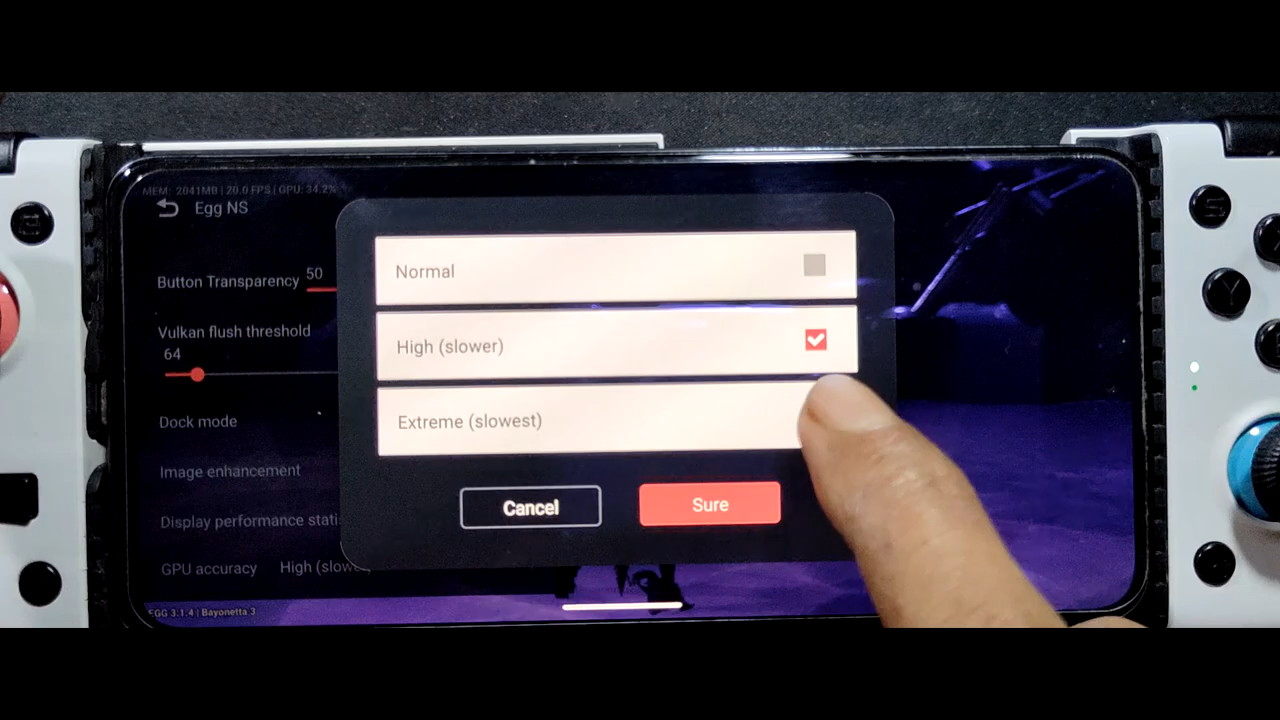 MEM: 2041MB | 20.0 FPS | GPU: 34.2%
Egg NS
Button Transparency 50
Vulkan flush threshold
64
Dock mode
Image enhancement
Display performance stati
GPU accuracy High (slowe
EGG 3.1.4 | Bayonetta 3
Normal
High (slower)
Extreme (slowest)
Cancel
Sure
S
Y